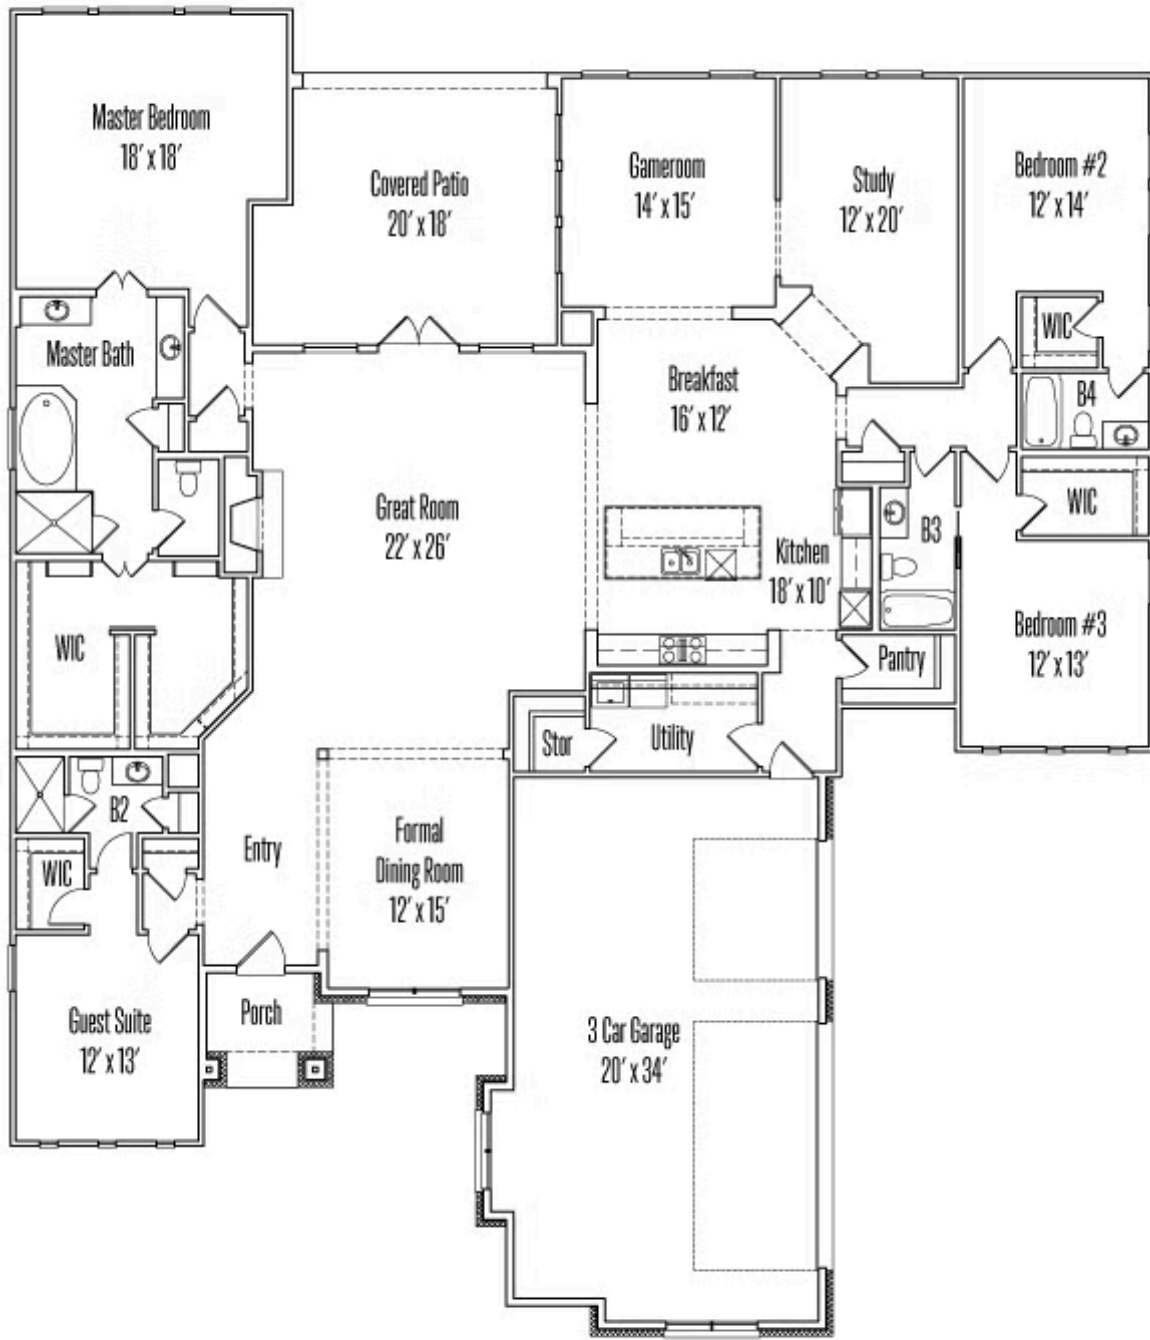 Master Bedroom
18' x 18'
Covered Patio
20' x 18'
Gameroom
14' x 15'
Study
12' x 20'
Bedroom #2
12' x 14'
WIC
Master Bath
Breakfast
16' x 12'
B4
Great Room
22' x 26'
Kitchen
18' x 10'
B3
WIC
WIC
Pantry
Bedroom #3
12' x 13'
Stor
Utility
B2
WIC
Entry
Formal
Dining Room
12' x 15'
Guest Suite
12' x 13'
Porch
3 Car Garage
20' x 34'